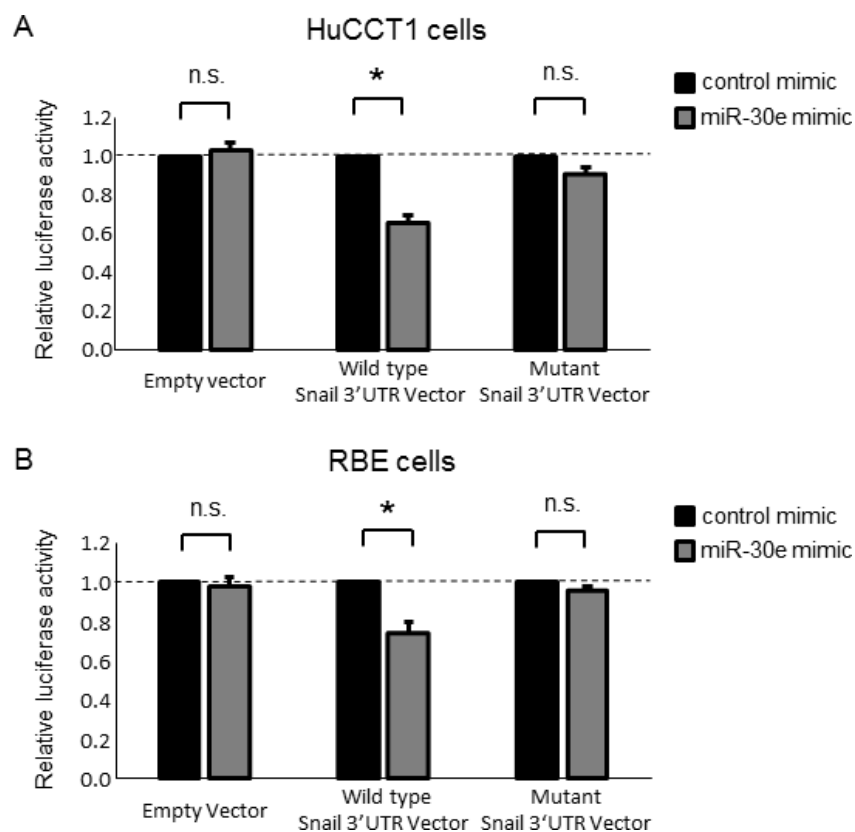 A
HuCCT1 cells
n.s.
*
n.s.
control mimic
miR-30e mimic
Relative luciferase activity
1.2
1.0
0.8
0.6
0.4
0.2
0.0
Empty vector
Wild type
Snail 3’UTR Vector
Mutant
Snail 3’UTR Vector
B
RBE cells
n.s.
*
n.s.
control mimic
miR-30e mimic
Relative luciferase activity
1.2
1.0
0.8
0.6
0.4
0.2
0.0
Empty Vector
Wild type
Snail 3’UTR Vector
Mutant
Snail 3‘UTR Vector